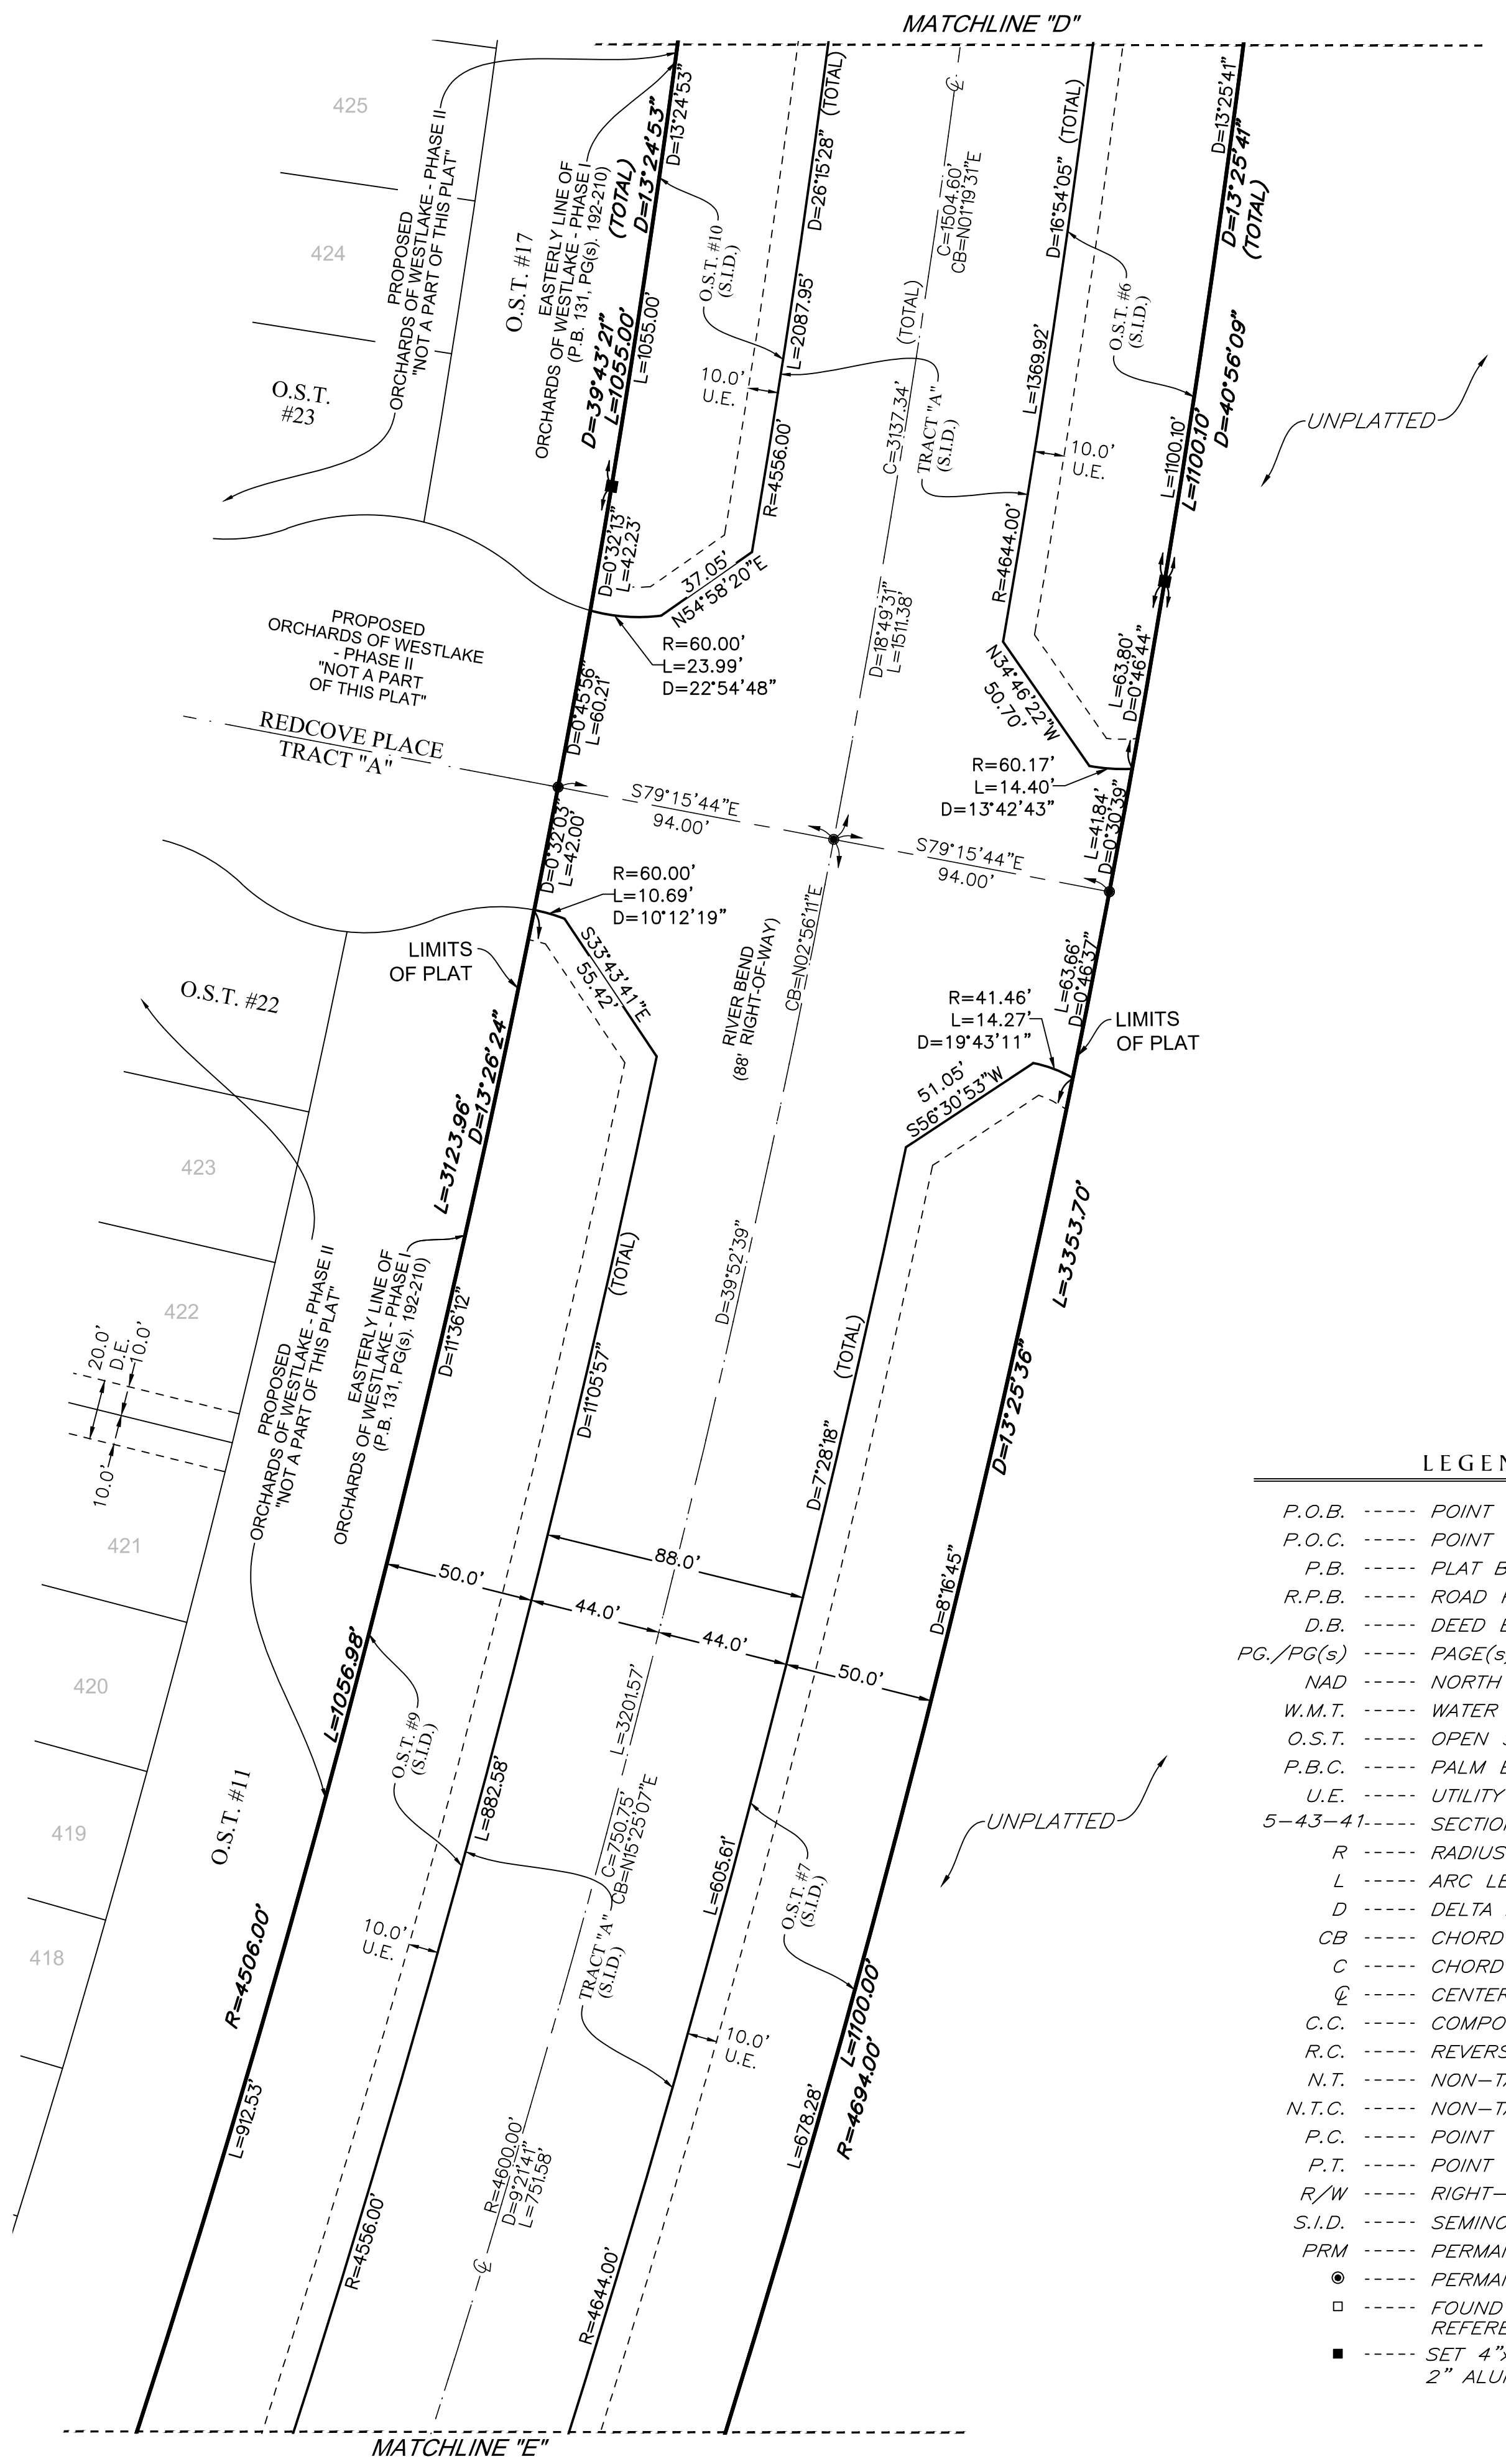 MATCHLINE "D"
425
424
PROPOSED
ORCHARDS OF WESTLAKE - PHASE II
"NOT A PART OF THIS PLAT"
O.S.T.
#23
O.S.T. #17
EASTERLY LINE OF
ORCHARDS OF WESTLAKE - PHASE I
(P.B. 131, PG(s). 192-210)
D=39°43'21"
L=1055.00'
(TOTAL)
D=13°24'53"
L=1055.00'
D=13°24'53"
O.S.T. #10
(S.I.D.)
10.0'
U.E.
R=4556.00'
L=2087.95'
D=26°15'28" (TOTAL)
℄
C=1504.60'
CB=N01°19'31"E
C=3137.34'
(TOTAL)
TRACT "A"
(S.I.D.)
R=4644.00'
L=1369.92'
D=16°54'05" (TOTAL)
O.S.T. #6
(S.I.D.)
10.0'
U.E.
D=13°25'41"
D=13°25'41"
(TOTAL)
L=1100.10'
L=1100.10'
D=40°56'09"
UNPLATTED
D=0°32'13"
L=42.23'
37.05'
N54°58'20"E
R=60.00'
L=23.99'
D=22°54'48"
D=18°49'31"
L=1511.38'
N34°46'22"W
50.70'
L=63.80'
D=0°46'44"
R=60.17'
L=14.40'
D=13°42'43"
PROPOSED
ORCHARDS OF WESTLAKE
- PHASE II
"NOT A PART
OF THIS PLAT"
REDCOVE PLACE
TRACT "A"
D=0°45'56"
L=60.21'
S79°15'44"E
94.00'
S79°15'44"E
94.00'
L=41.84'
D=0°30'39"
D=0°32'03"
L=42.00'
R=60.00'
L=10.69'
D=10°12'19"
S33°43'41"E
55.42'
LIMITS
OF PLAT
O.S.T. #22
RIVER BEND
(88' RIGHT-OF-WAY)
CB=N02°56'11"E
R=41.46'
L=14.27'
D=19°43'11"
L=63.66'
D=0°46'37"
LIMITS
OF PLAT
51.05'
S56°30'53"W
L=3123.96'
D=13°26'24"
423
422
20.0'
D.E.
10.0'
10.0'
421
420
419
418
PROPOSED
ORCHARDS OF WESTLAKE - PHASE II
"NOT A PART OF THIS PLAT"
EASTERLY LINE OF
ORCHARDS OF WESTLAKE - PHASE I
(P.B. 131, PG(s). 192-210)
D=11°36'12"
(TOTAL)
D=11°05'57"
D=39°52'39"
(TOTAL)
D=7°28'18"
L=3353.70'
D=13°25'36"
D=8°16'45"
50.0'
88.0'
44.0'
44.0'
50.0'
O.S.T. #11
L=1056.98'
R=4506.00'
L=912.53'
O.S.T. #9
(S.I.D.)
L=882.58'
10.0'
U.E.
R=4556.00'
L=3201.57'
C=750.75'
CB=N15°25'07"E
TRACT "A"
(S.I.D.)
R=4600.00'
D=9°21'41"
L=751.58'
℄
L=605.61'
O.S.T. #7
(S.I.D.)
10.0'
U.E.
R=4644.00'
L=1100.00'
R=4694.00'
L=678.28'
UNPLATTED
MATCHLINE "E"
LEGEN
P.O.B. ----- POINT
P.O.C. ----- POINT
P.B. ----- PLAT B
R.P.B. ----- ROAD
D.B. ----- DEED
PG./PG(s) ----- PAGE(s)
NAD ----- NORTH
W.M.T. ----- WATER
O.S.T. ----- OPEN
P.B.C. ----- PALM
U.E. ----- UTILITY
5-43-41 ----- SECTION
R ----- RADIUS
L ----- ARC LE
D ----- DELTA
CB ----- CHORD
C ----- CHORD
℄ ----- CENTER
C.C. ----- COMPO
R.C. ----- REVERS
N.T. ----- NON-TA
N.T.C. ----- NON-TA
P.C. ----- POINT
P.T. ----- POINT
R/W ----- RIGHT-
S.I.D. ----- SEMINO
PRM ----- PERMA
----- PERMA
----- FOUND
REFERE
----- SET 4"x
2" ALU